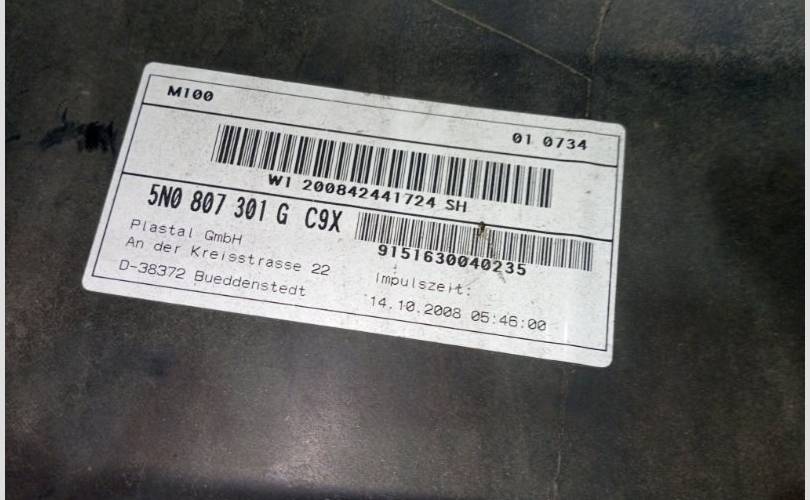 M100
01 0734
WI 200842441724 SH
5N0 807 301 G C9X
9151630040235
Plastal GmbH
An der Kreisstrasse 22
D-38372 Bueddenstedt
Impulszeit:
14.10.2008 05:46:00